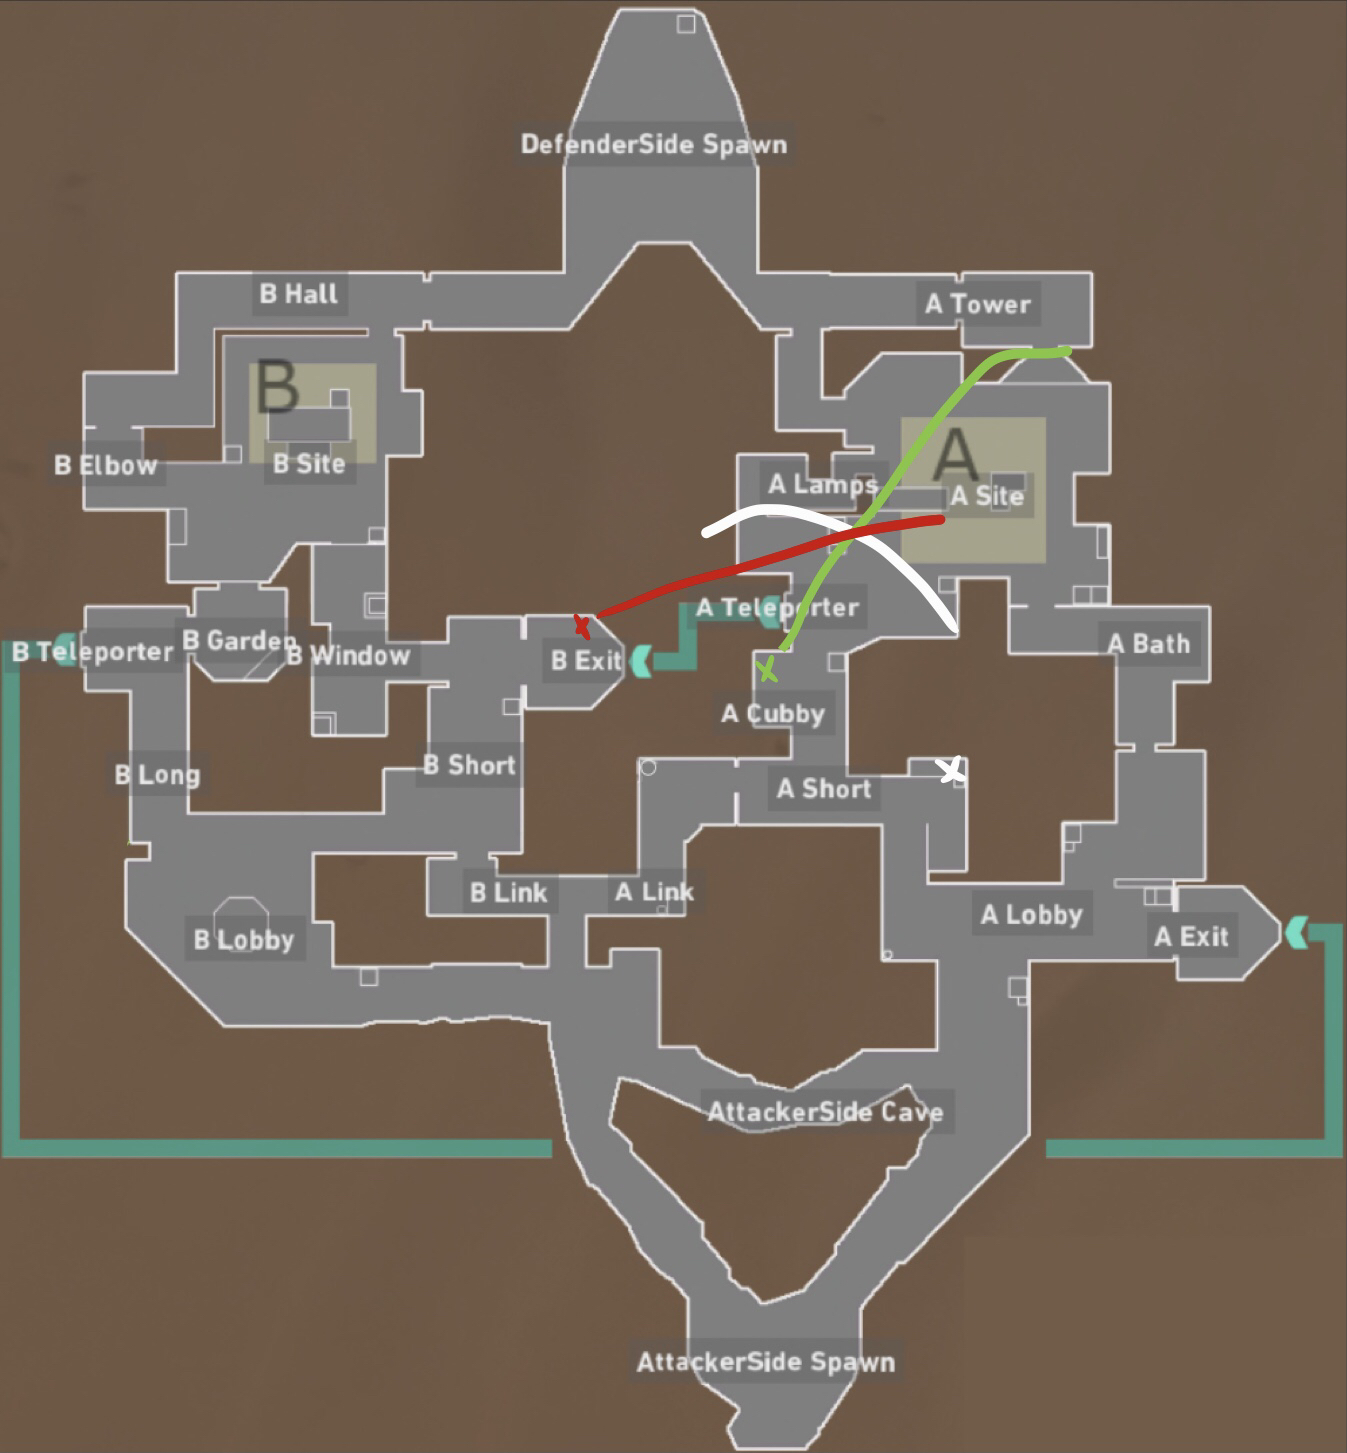 DefenderSide Spawn
B Hall
A Tower
B
A
B Elbow
B Site
A Lamps
A Site
A Teleporter
B Teleporter
B Garden
B Window
B Exit
A Bath
A Cubby
B Long
B Short
A Short
B Link
A Link
B Lobby
A Lobby
A Exit
AttackerSide Cave
AttackerSide Spawn